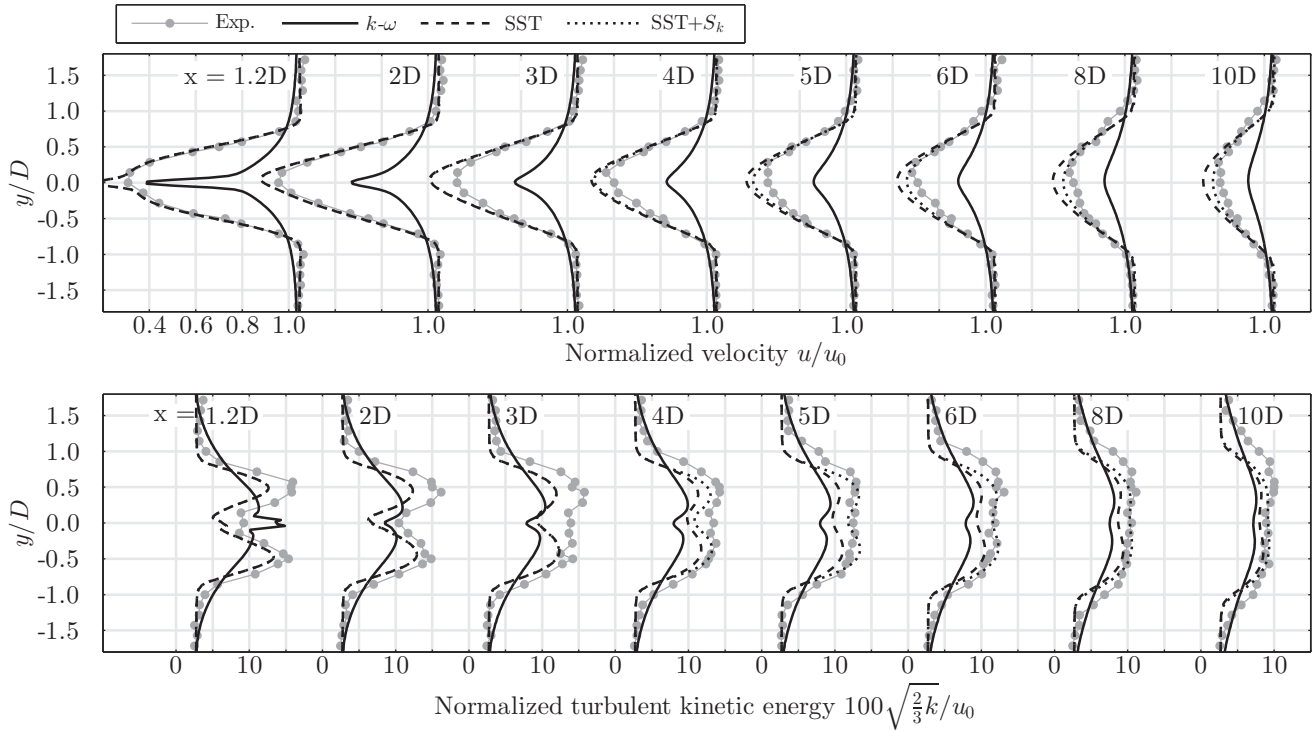 Exp. k-ω SST SST+Sₖ
x = 1.2D 2D 3D 4D 5D 6D 8D 10D
1.5
1.0
0.5
0.0
-0.5
-1.0
-1.5
y/D
0.4 0.6 0.8 1.0 1.0 1.0 1.0 1.0 1.0 1.0 1.0
Normalized velocity u/u₀
x = 1.2D 2D 3D 4D 5D 6D 8D 10D
1.5
1.0
0.5
0.0
-0.5
-1.0
-1.5
y/D
0 10 0 10 0 10 0 10 0 10 0 10 0 10 0 10
Normalized turbulent kinetic energy 100√(2/3 k)/u₀